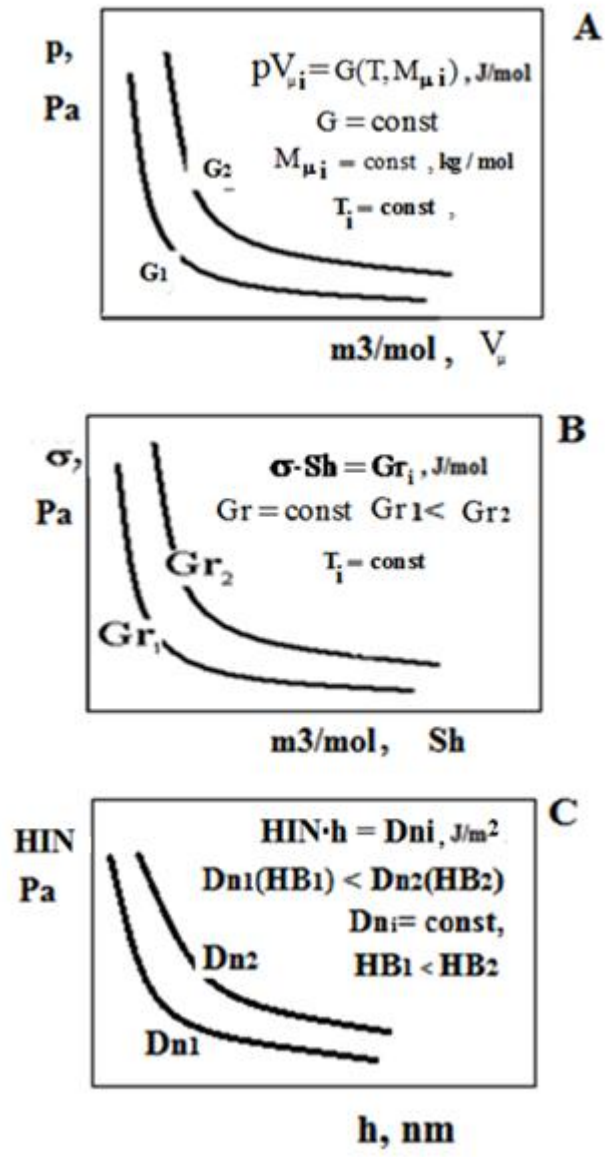 A
p,
Pa
pVμi = G(T, Mμi) , J/mol
G = const
Mμi = const , kg/mol
Ti = const ,
G2
G1
m3/mol , Vμ
B
σ,
Pa
σ·Sh = Gri , J/mol
Gr = const Gr1< Gr2
Ti = const
Gr2
Gr1
m3/mol, Sh
C
HIN
Pa
HIN·h = Dni, J/m²
Dn1(HB1) < Dn2(HB2)
Dni= const,
HB1 < HB2
Dn2
Dn1
h, nm